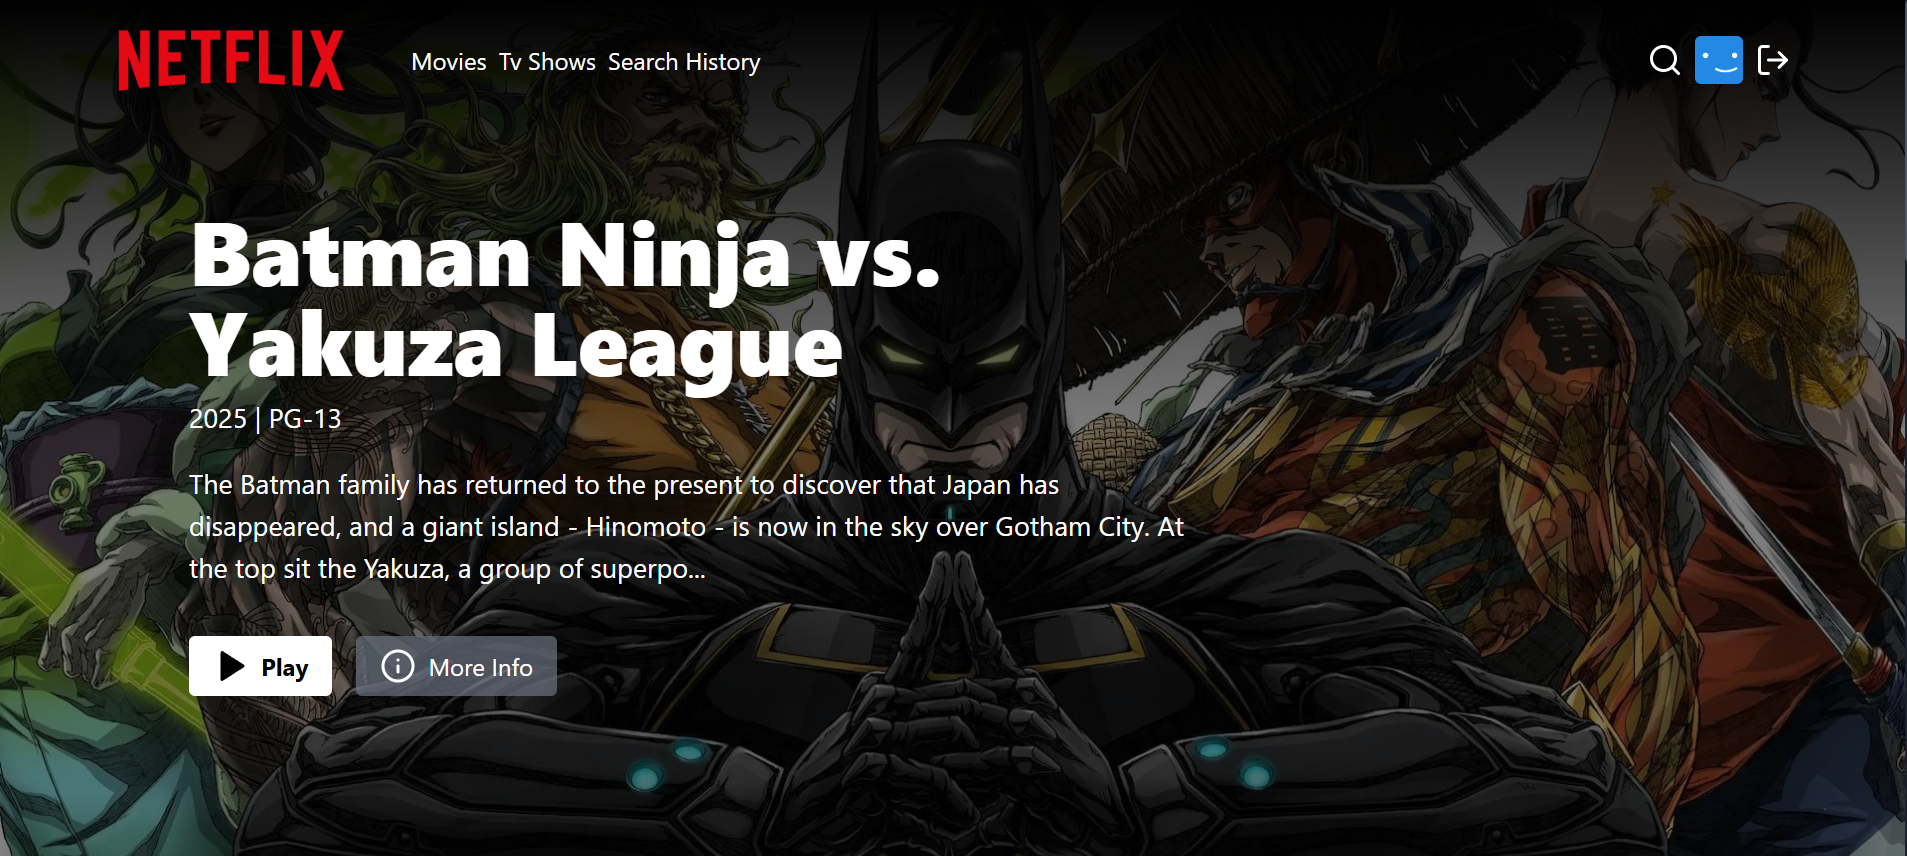 NETFLIX
Movies Tv Shows Search History
Batman Ninja vs.
Yakuza League
2025 | PG-13
The Batman family has returned to the present to discover that Japan has
disappeared, and a giant island - Hinomoto - is now in the sky over Gotham City. At
the top sit the Yakuza, a group of superpo...
Play More Info